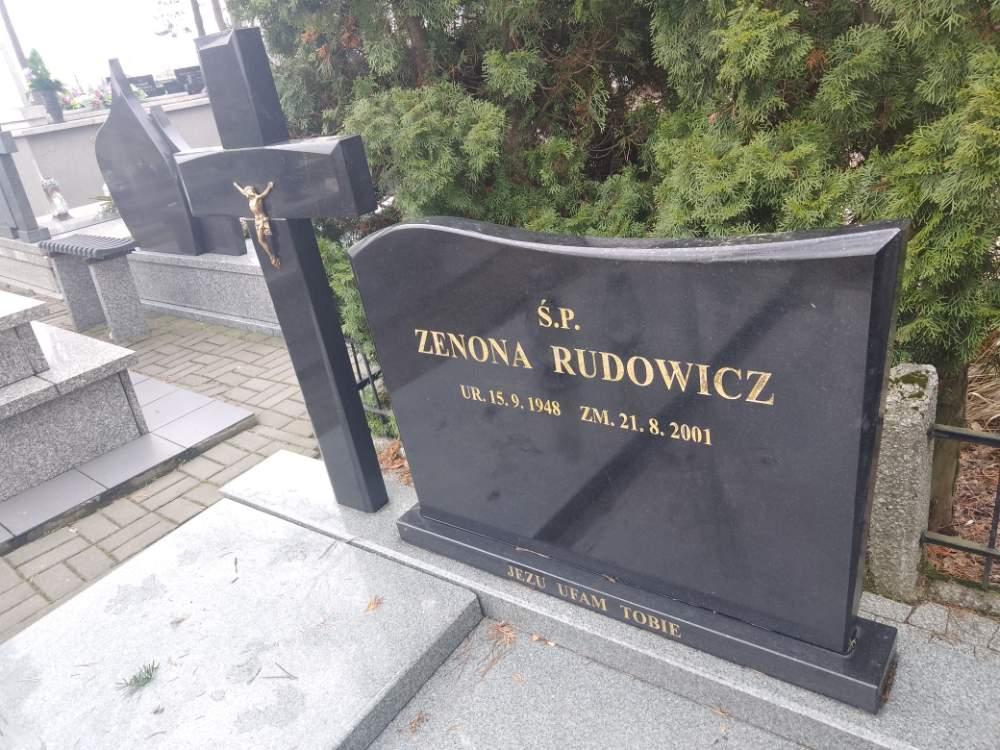 Ś.P.
ZENONA RUDOWICZ
UR. 15. 9. 1948 ZM. 21. 8. 2001
JEZU UFAM TOBIE